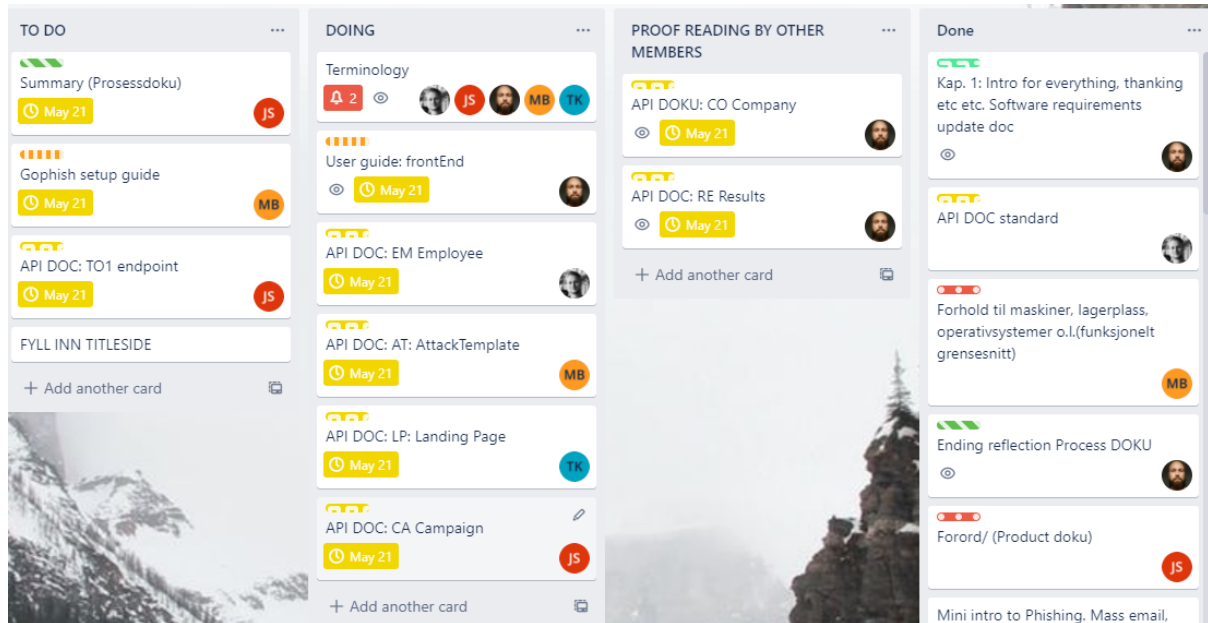 TO DO
Summary (Prosessdoku)
May 21
JS
Gophish setup guide
May 21
MB
API DOC: TO1 endpoint
May 21
JS
FYLL INN TITLESIDE
+ Add another card
DOING
Terminology
2
JS
MB
TK
User guide: frontEnd
May 21
API DOC: EM Employee
May 21
API DOC: AT: AttackTemplate
May 21
MB
API DOC: LP: Landing Page
May 21
TK
API DOC: CA Campaign
May 21
JS
+ Add another card
PROOF READING BY OTHER
MEMBERS
API DOKU: CO Company
May 21
API DOC: RE Results
May 21
+ Add another card
Done
Kap. 1: Intro for everything, thanking
etc etc. Software requirements
update doc
API DOC standard
Forhold til maskiner, lagerplass,
operativsystemer o.l.(funksjonelt
grensesnitt)
MB
Ending reflection Process DOKU
Forord/ (Product doku)
JS
Mini intro to Phishing. Mass email,